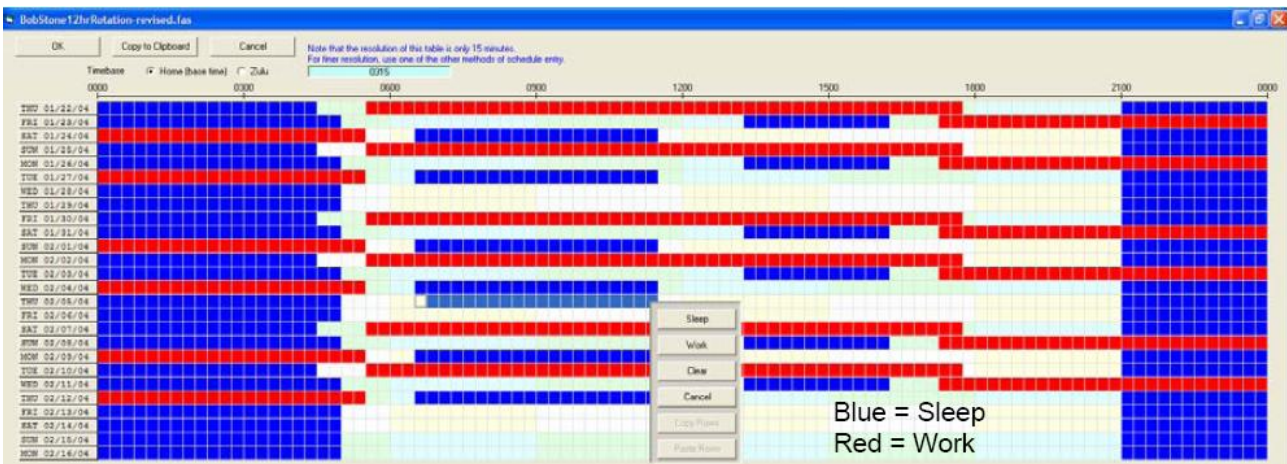 BobStone12hrRotation-revised.fas
OK Copy to Clipboard Cancel
Note that the resolution of this table is only 15 minutes.
For finer resolution, use one of the other methods of schedule entry.
Timebase Home (base time) Zulu 0315
0000 0300 0600 0900 1200 1500 1800 2100 0000
THU 01/22/04
FRI 01/23/04
SAT 01/24/04
SUN 01/25/04
MON 01/26/04
TUE 01/27/04
WED 01/28/04
THU 01/29/04
FRI 01/30/04
SAT 01/31/04
SUN 02/01/04
MON 02/02/04
TUE 02/03/04
WED 02/04/04
THU 02/05/04
FRI 02/06/04
SAT 02/07/04
SUN 02/08/04
MON 02/09/04
TUE 02/10/04
WED 02/11/04
THU 02/12/04
FRI 02/13/04
SAT 02/14/04
SUN 02/15/04
MON 02/16/04
Sleep
Work
Clear
Cancel
Copy Rows
Paste Rows
Blue = Sleep
Red = Work